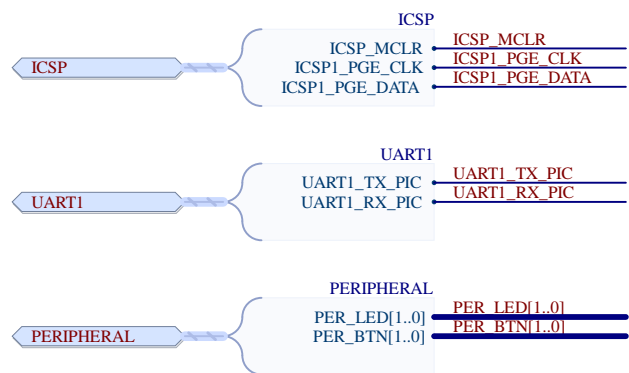 ICSP
ICSP_MCLR ICSP_MCLR
ICSP1_PGE_CLK ICSP1_PGE_CLK
ICSP ICSP1_PGE_DATA ICSP1_PGE_DATA
UART1
UART1_TX_PIC UART1_TX_PIC
UART1 UART1_RX_PIC UART1_RX_PIC
PERIPHERAL
PER_LED[1..0] PER_LED[1..0]
PERIPHERAL PER_BTN[1..0] PER_BTN[1..0]